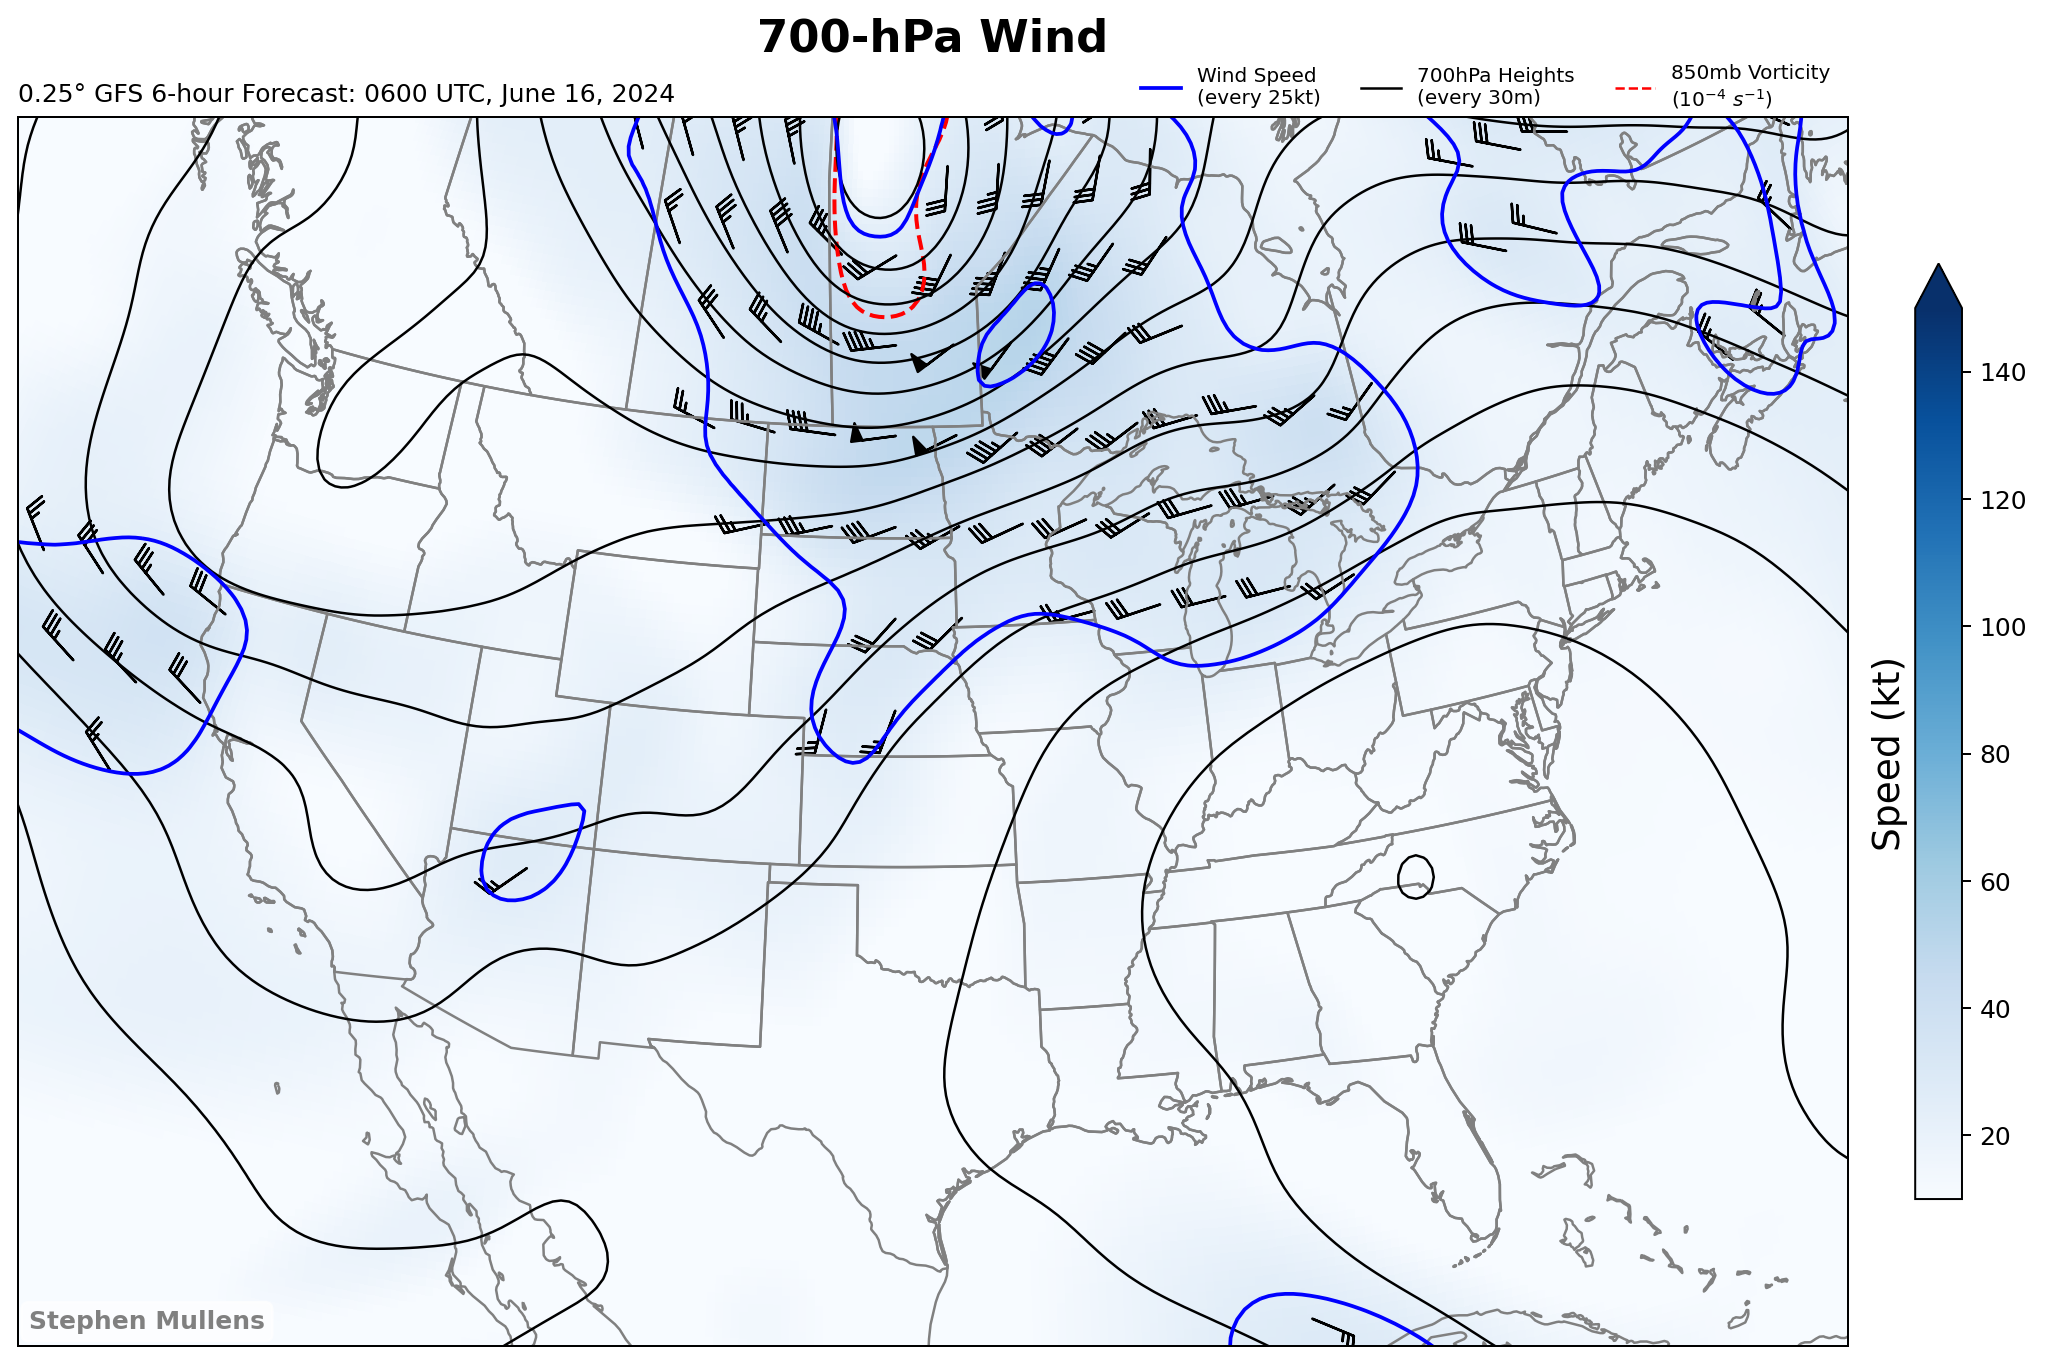 700-hPa Wind
0.25° GFS 6-hour Forecast: 0600 UTC, June 16, 2024
Wind Speed
(every 25kt)
700hPa Heights
(every 30m)
850mb Vorticity
(10⁻⁴ s⁻¹)
140
120
100
80
60
40
20
Speed (kt)
Stephen Mullens